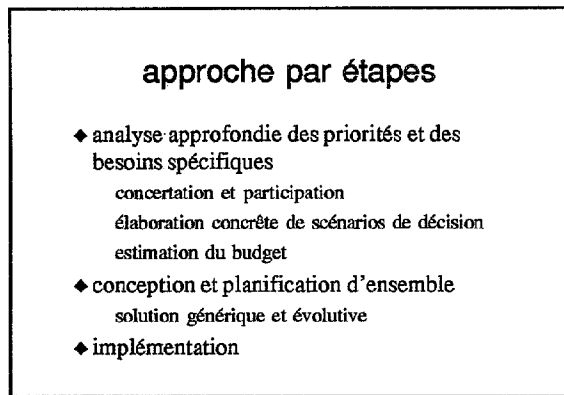 approche par étapes
◆ analyse approfondie des priorités et des
besoins spécifiques
concertation et participation
élaboration concrête de scénarios de décision
estimation du budget
◆ conception et planification d'ensemble
solution générique et évolutive
◆ implémentation